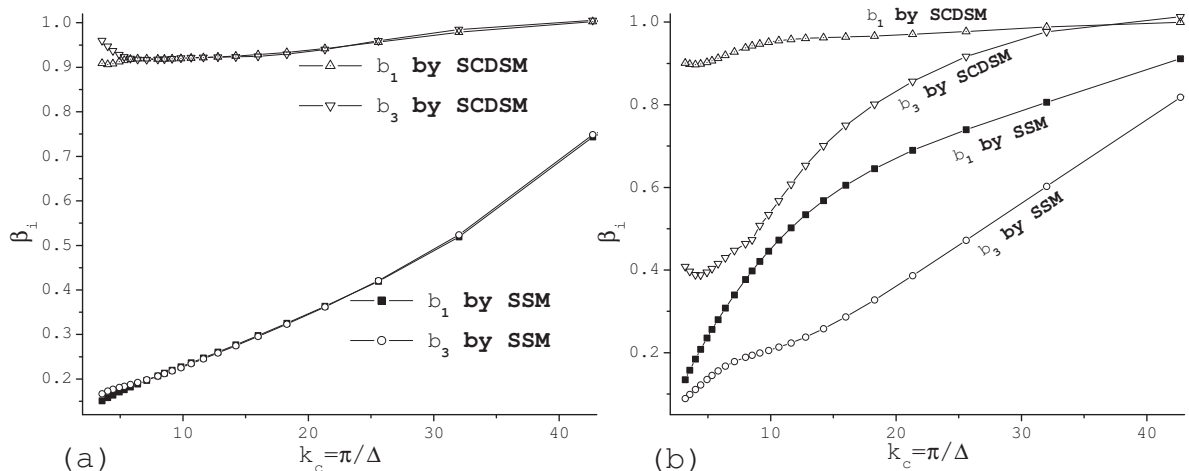 1.0
0.9
0.8
0.7
0.6
0.5
0.4
0.3
0.2
β_i
b_1 by SCDSM
b_3 by SCDSM
b_1 by SSM
b_3 by SSM
10 20 30 40
(a)
k_c=π/Δ
1.0
0.8
0.6
0.4
0.2
β_i
b_1 by SCDSM
b_3 by SCDSM
b_1 by SSM
b_3 by SSM
10 20 30 40
(b)
k_c=π/Δ